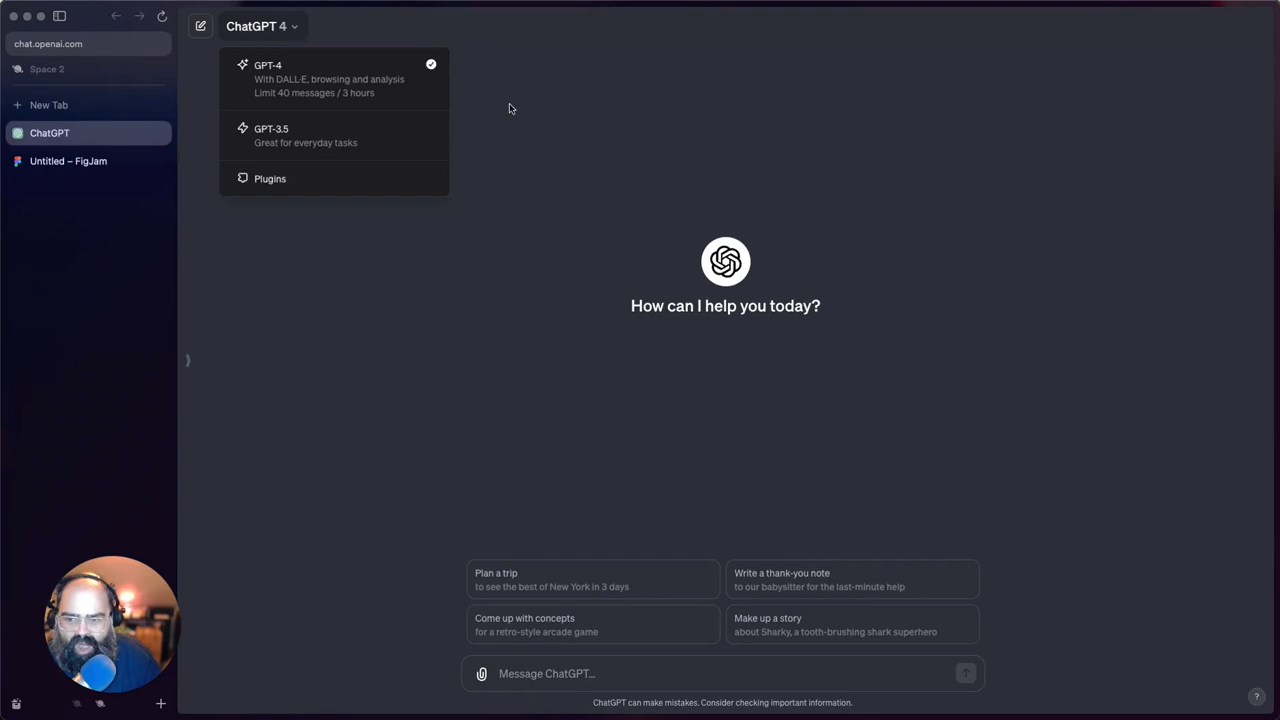 chat.openai.com
Space 2
New Tab
ChatGPT
Untitled – FigJam
ChatGPT 4
GPT-4
With DALL·E, browsing and analysis
Limit 40 messages / 3 hours
GPT-3.5
Great for everyday tasks
Plugins
How can I help you today?
Plan a trip
to see the best of New York in 3 days
Write a thank-you note
to our babysitter for the last-minute help
Come up with concepts
for a retro-style arcade game
Make up a story
about Sharky, a tooth-brushing shark superhero
Message ChatGPT...
ChatGPT can make mistakes. Consider checking important information.
?